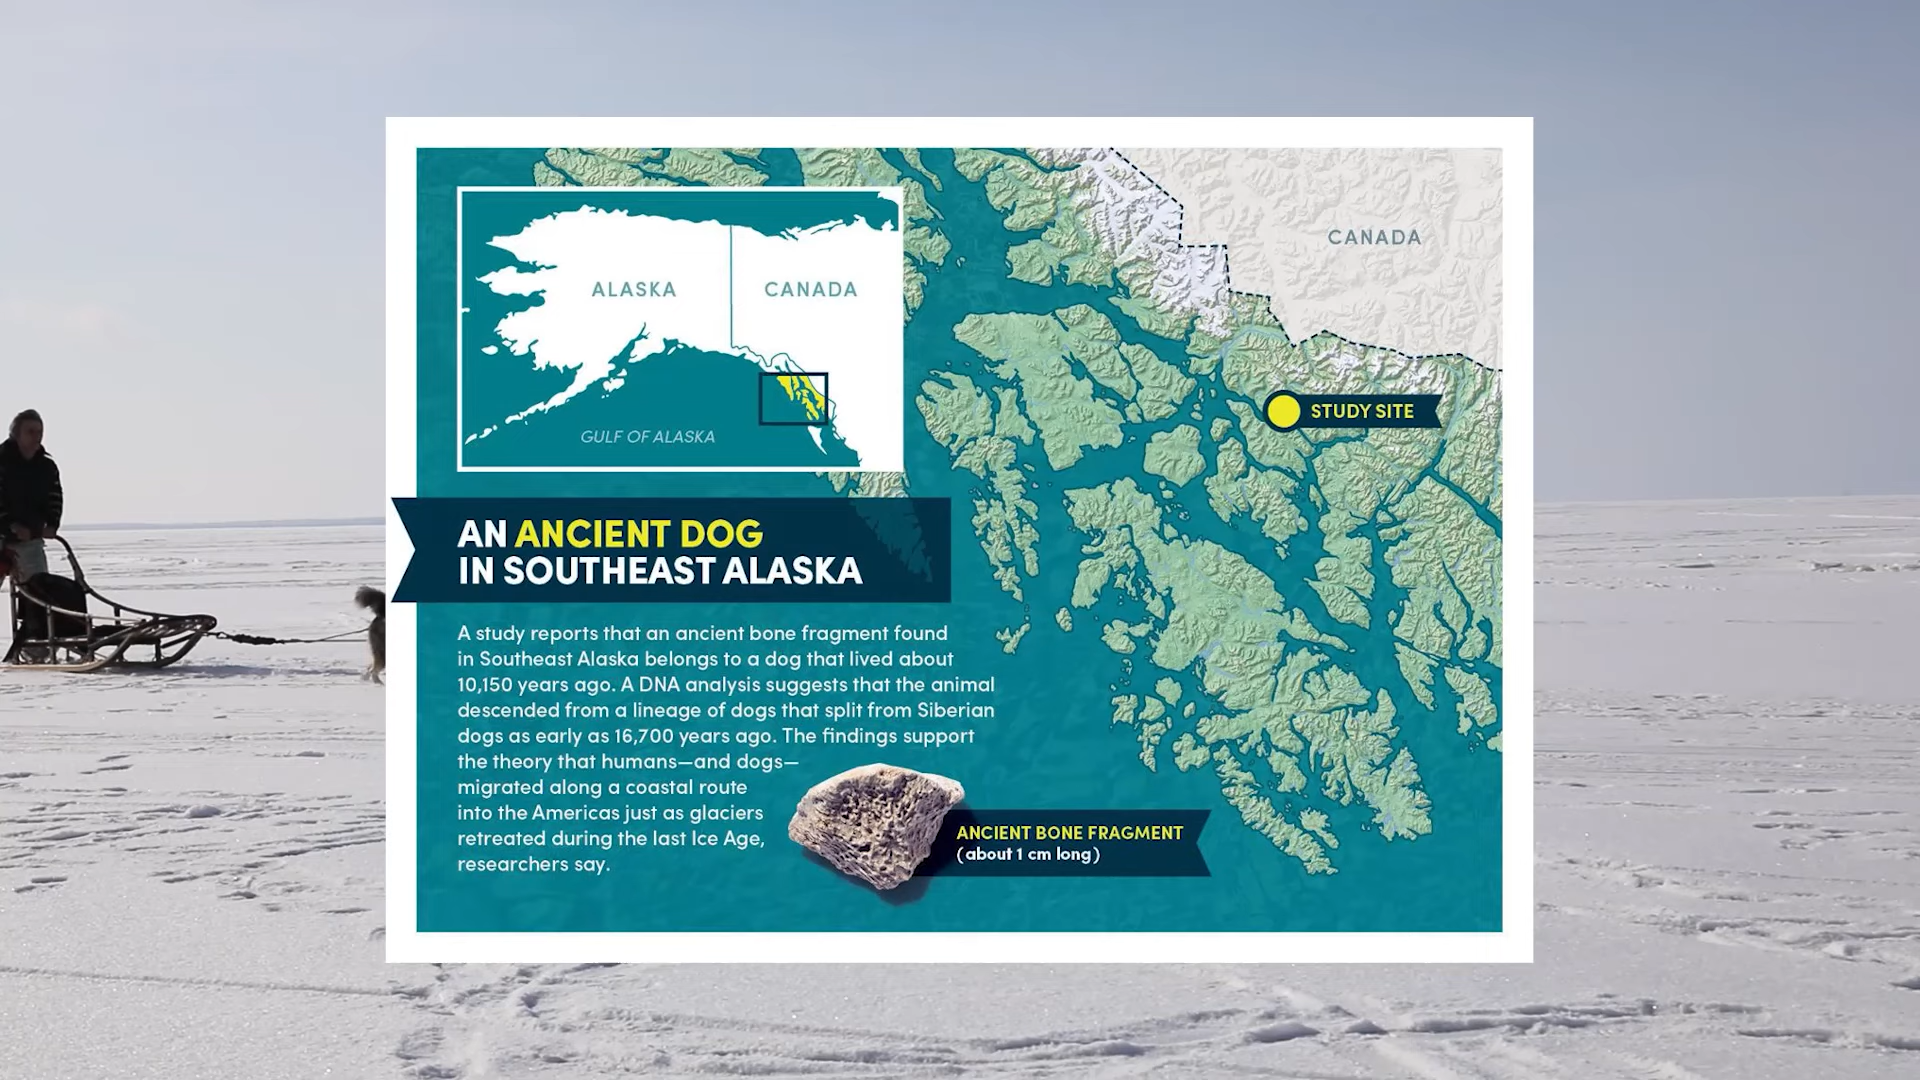 CANADA
ALASKA
CANADA
GULF OF ALASKA
STUDY SITE
AN ANCIENT DOG
IN SOUTHEAST ALASKA
A study reports that an ancient bone fragment found
in Southeast Alaska belongs to a dog that lived about
10,150 years ago. A DNA analysis suggests that the animal
descended from a lineage of dogs that split from Siberian
dogs as early as 16,700 years ago. The findings support
the theory that humans—and dogs—
migrated along a coastal route
into the Americas just as glaciers
retreated during the last Ice Age,
researchers say.
ANCIENT BONE FRAGMENT
(about 1 cm long)